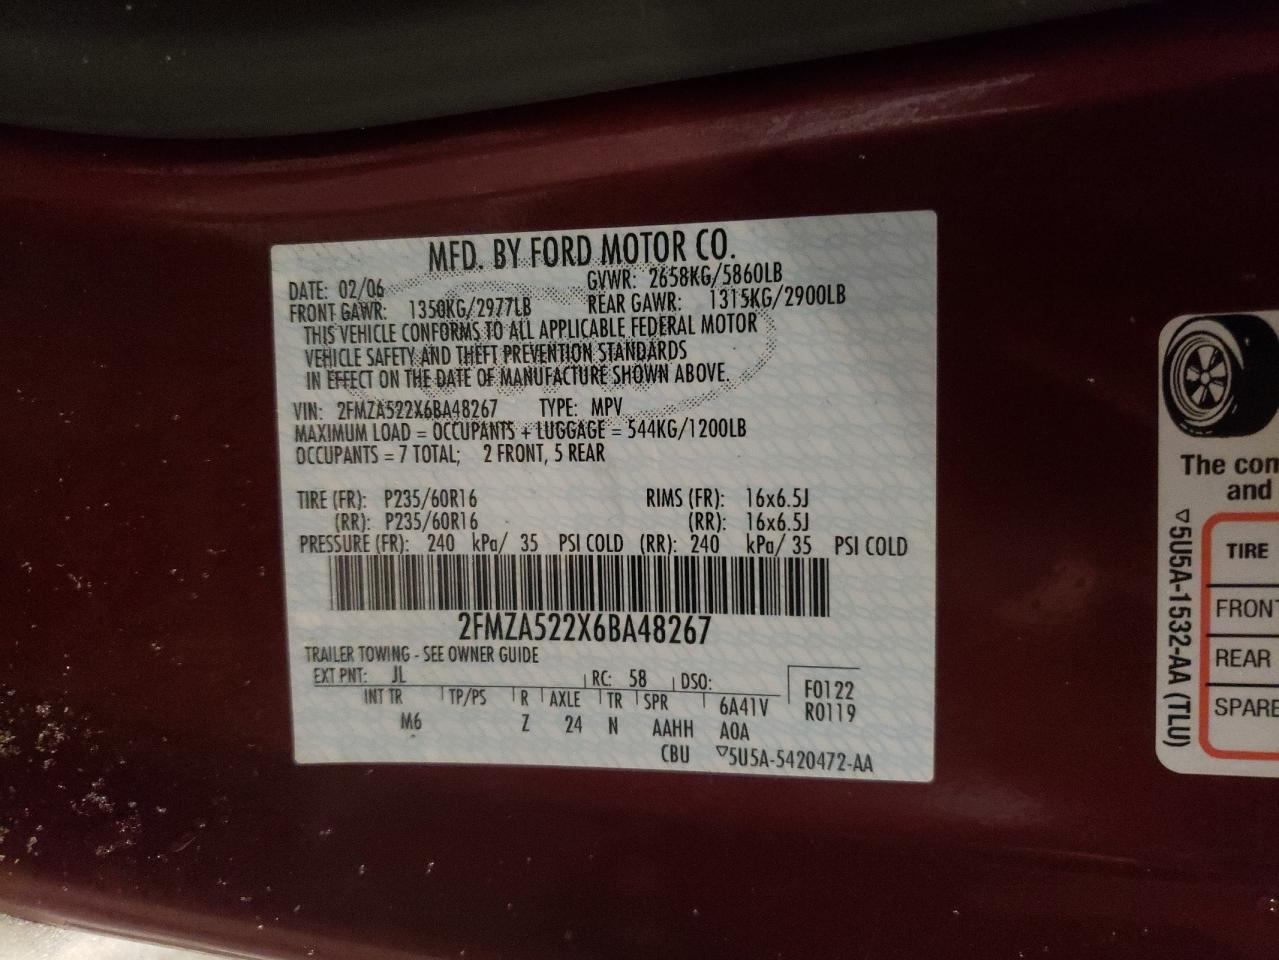 MFD. BY FORD MOTOR CO.
DATE: 02/06 GVWR: 2658KG/5860LB
FRONT GAWR: 1350KG/2977LB REAR GAWR: 1315KG/2900LB
THIS VEHICLE CONFORMS TO ALL APPLICABLE FEDERAL MOTOR
VEHICLE SAFETY AND THEFT PREVENTION STANDARDS
IN EFFECT ON THE DATE OF MANUFACTURE SHOWN ABOVE.
VIN: 2FMZA522X6BA48267 TYPE: MPV
MAXIMUM LOAD = OCCUPANTS + LUGGAGE = 544KG/1200LB
OCCUPANTS = 7 TOTAL; 2 FRONT, 5 REAR
TIRE (FR): P235/60R16 RIMS (FR): 16x6.5J
(RR): P235/60R16 (RR): 16x6.5J
PRESSURE (FR): 240 kPa/ 35 PSI COLD (RR): 240 kPa/ 35 PSI COLD
2FMZA522X6BA48267
TRAILER TOWING - SEE OWNER GUIDE
EXT PNT: JL RC: 58 DSO:
F0122
R0119
INT TR TP/PS R AXLE TR SPR 6A41V
M6 Z 24 N AAHH A0A
CBU ▽5U5A-5420472-AA
The
and
▽5U5A-1532-AA (TLU)
TIRE
FRONT
REAR
SPARE